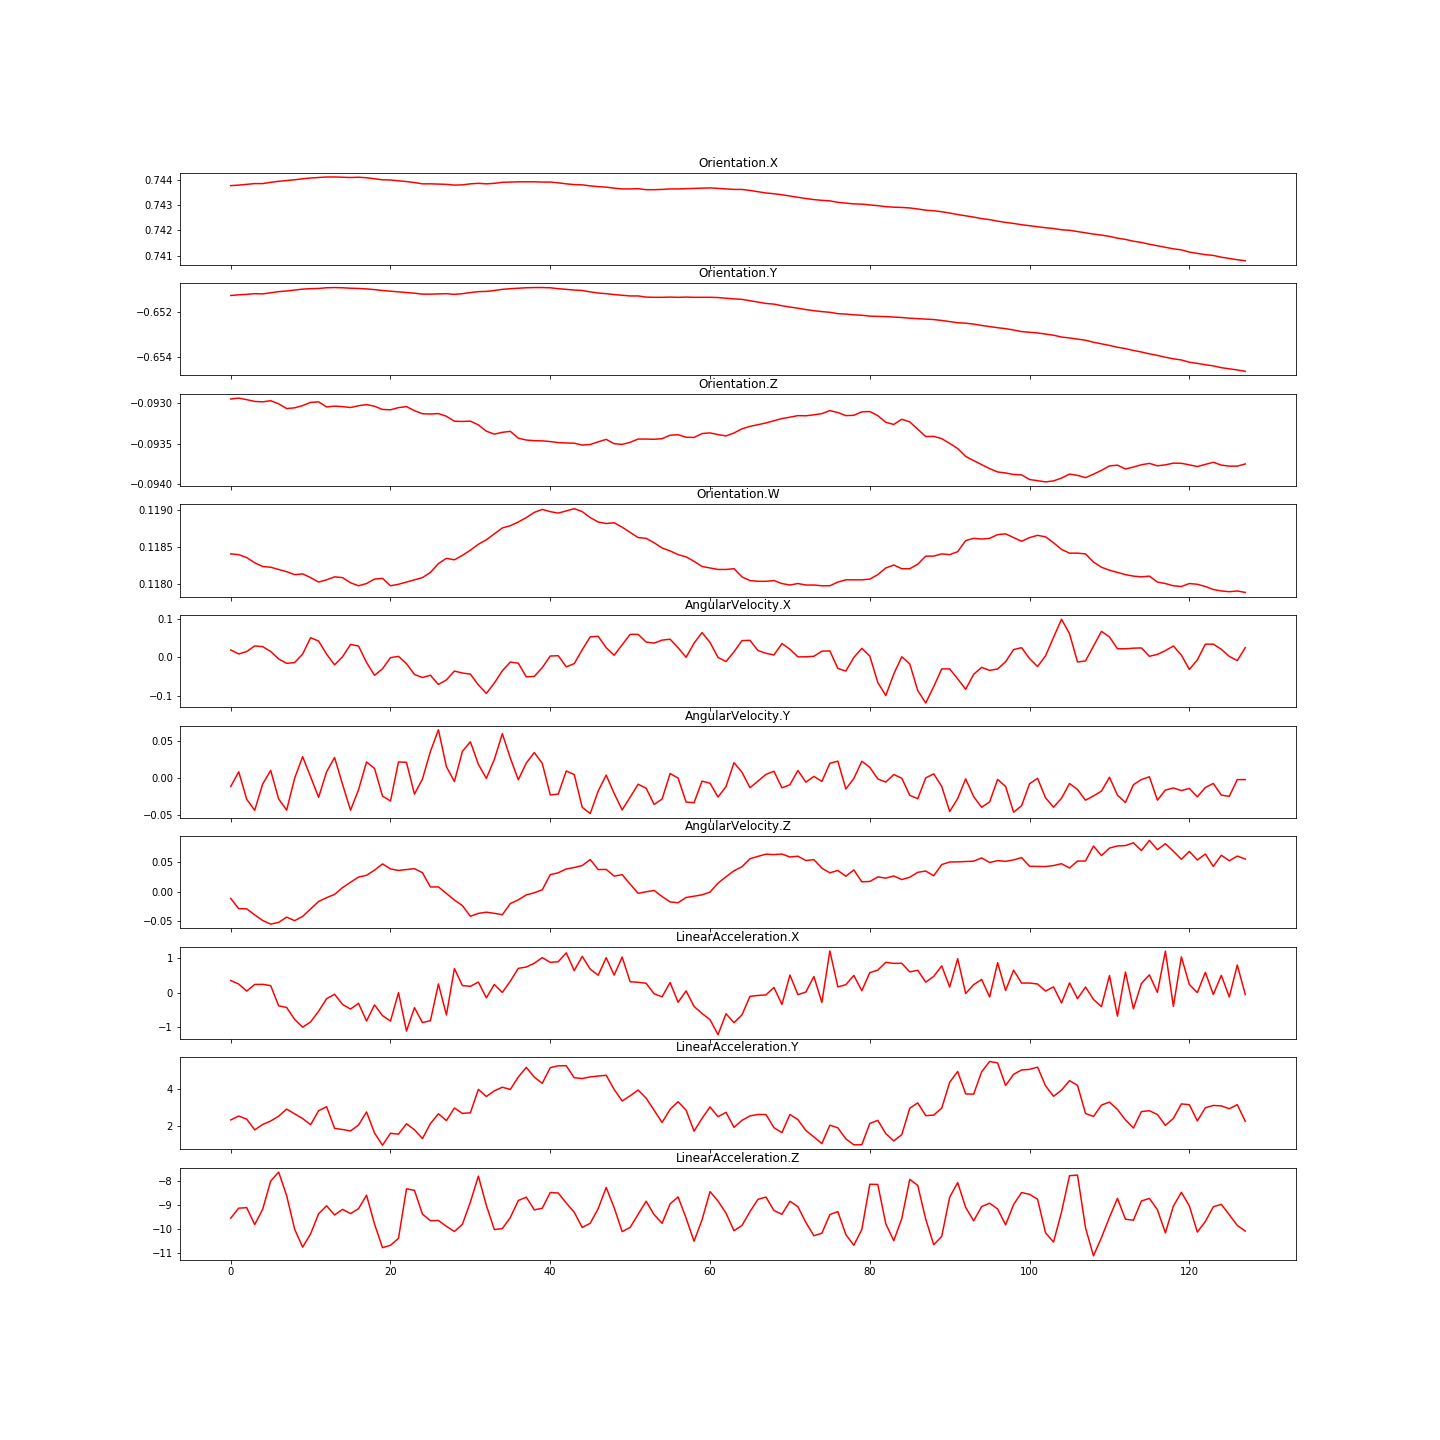 Orientation.X
0.744
0.743
0.742
0.741
Orientation.Y
−0.652
−0.654
Orientation.Z
−0.0930
−0.0935
−0.0940
Orientation.W
0.1190
0.1185
0.1180
AngularVelocity.X
0.1
0.0
−0.1
AngularVelocity.Y
0.05
0.00
−0.05
AngularVelocity.Z
0.05
0.00
−0.05
LinearAcceleration.X
1
0
−1
LinearAcceleration.Y
4
2
LinearAcceleration.Z
−8
−9
−10
−11
0 20 40 60 80 100 120